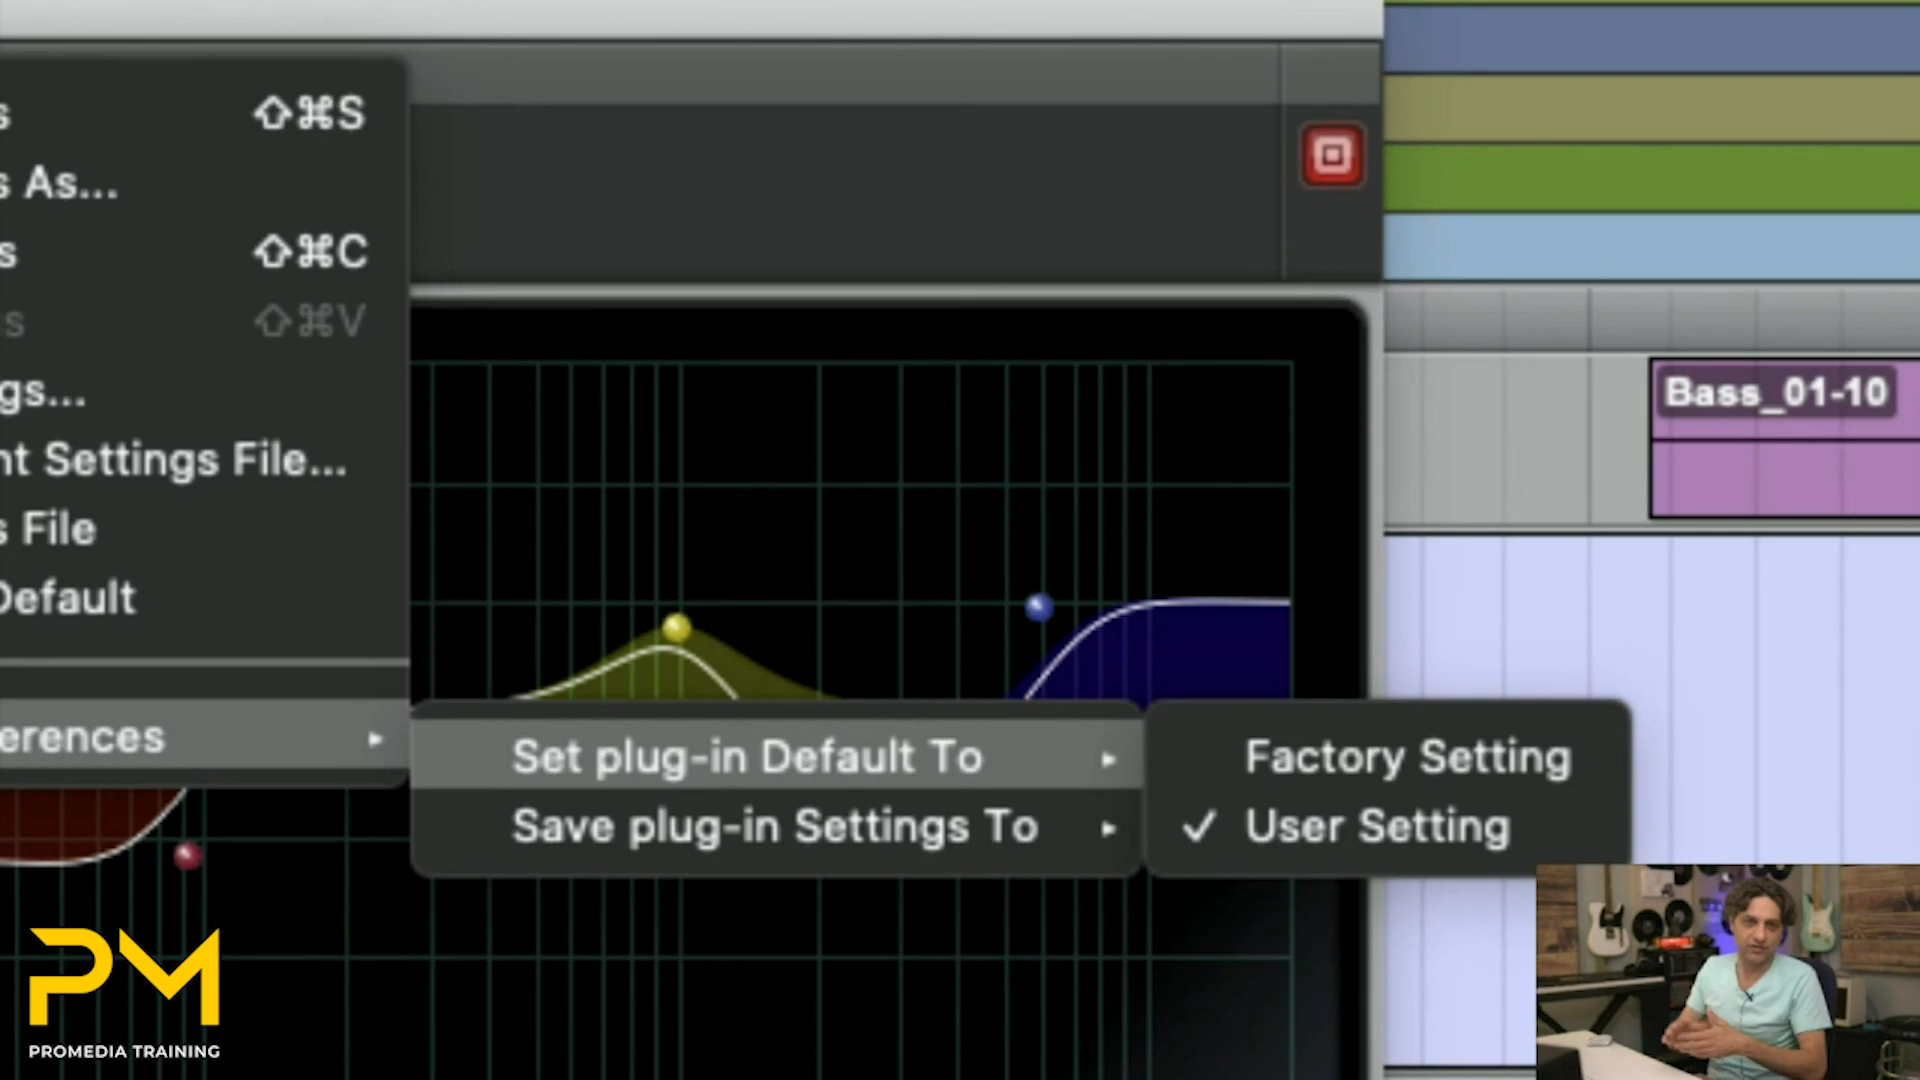 s ⇧⌘S
s As...
s ⇧⌘C
s ⇧⌘V
gs...
nt Settings File...
s File
Default
erences ▸
Set plug-in Default To ▸
Save plug-in Settings To ▸
Factory Setting
✓ User Setting
Bass_01-10
PM
PROMEDIA TRAINING